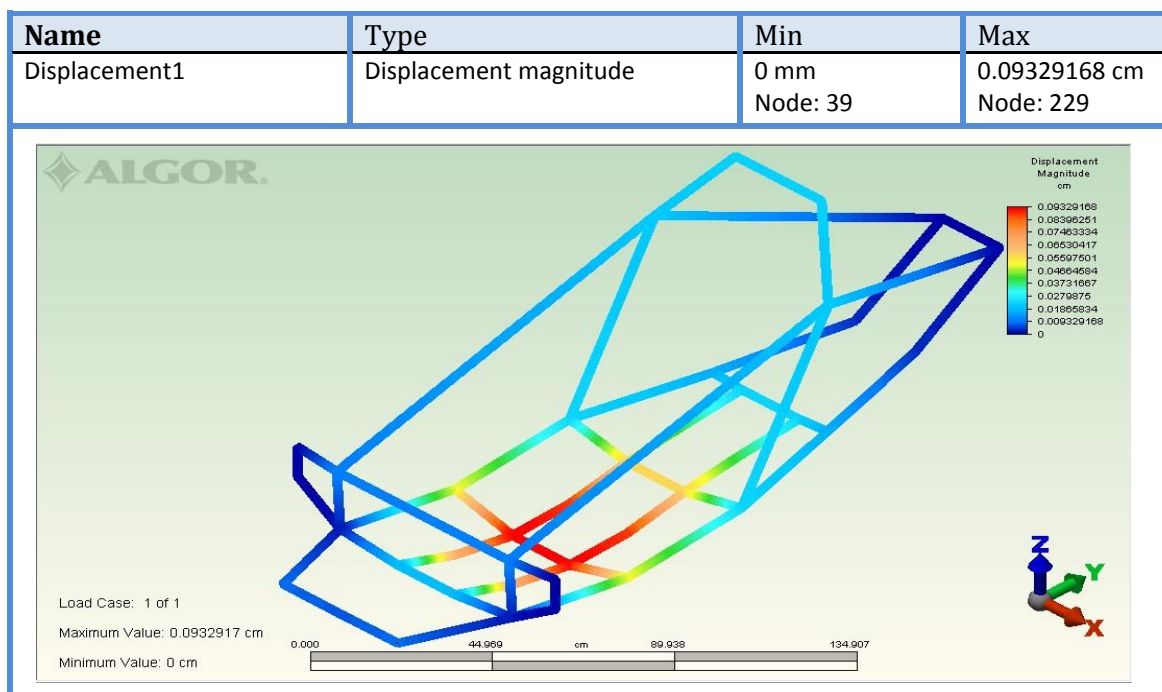 Name Type Min Max
Displacement1 Displacement magnitude 0 mm 0.09329168 cm
Node: 39 Node: 229
ALGOR.
Displacement
Magnitude
cm
0.09329168
0.08396251
0.07463334
0.06530417
0.05597501
0.04664584
0.03731667
0.0279875
0.01865834
0.009329168
0
Z
Y
X
Load Case: 1 of 1
Maximum Value: 0.0932917 cm
Minimum Value: 0 cm
0.000 44.969 cm 89.938 134.907